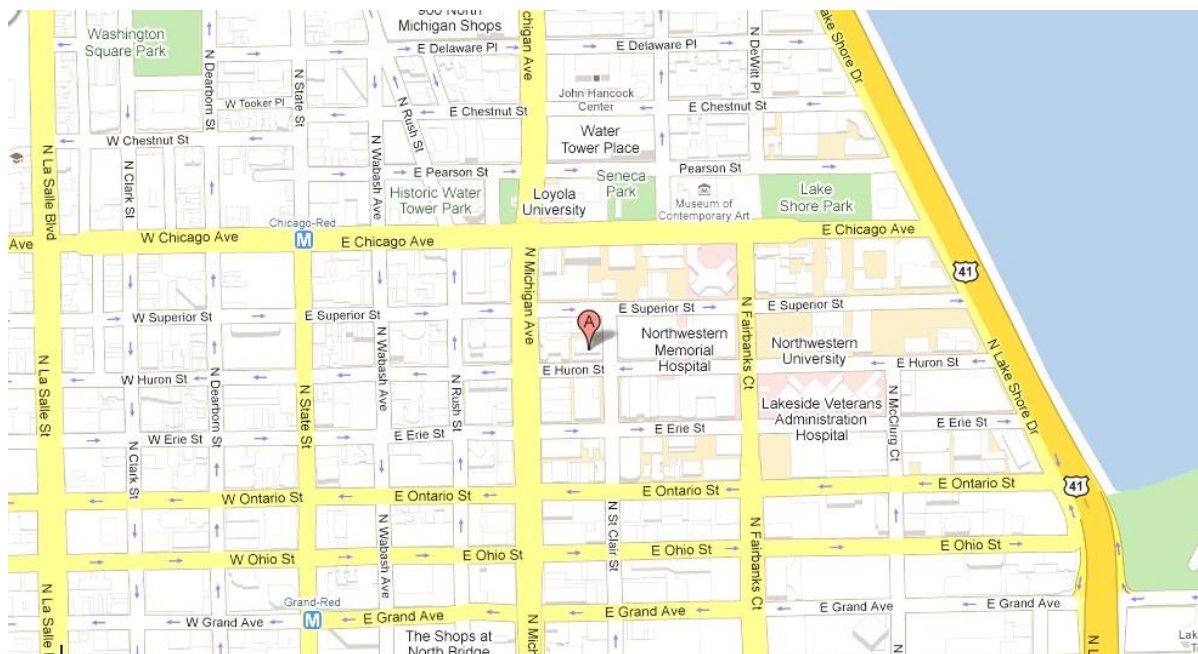 900 North
Michigan Shops
Washington
Square Park
N Dearborn St
N State St
E Delaware Pl
Michigan Ave
E Delaware Pl
N DeWitt Pl
Lake Shore Dr
John Hancock
Center
W Tooker Pl
N Rush St
E Chestnut St
E Chestnut St
W Chestnut St
Water
Tower Place
N La Salle Blvd
N Clark St
N Wabash Ave
E Pearson St
Pearson St
Historic Water
Tower Park
Loyola
University
Seneca
Park
Museum of
Contemporary Art
Lake
Shore Park
Chicago-Red
M
Ave
W Chicago Ave
E Chicago Ave
E Chicago Ave
N Michigan Ave
41
W Superior St
E Superior St
E Superior St
E Superior St
A
N Fairbanks Ct
Northwestern
Memorial
Hospital
Northwestern
University
N Lake Shore Dr
N La Salle St
N Dearborn St
N State St
N Wabash Ave
N Rush St
W Huron St
E Huron St
E Huron St
Lakeside Veterans
Administration
Hospital
N McClurg Ct
N Clark St
W Erie St
E Erie St
E Erie St
W Ontario St
E Ontario St
E Ontario St
E Ontario St
41
N Wabash Ave
N St Clair St
N Fairbanks Ct
W Ohio St
E Ohio St
E Ohio St
E Ohio St
N La Salle
Grand-Red
M
W Grand Ave
E Grand Ave
E Grand Ave
E Grand Ave
N Mich
The Shops at
North Bridge
N L
Lak